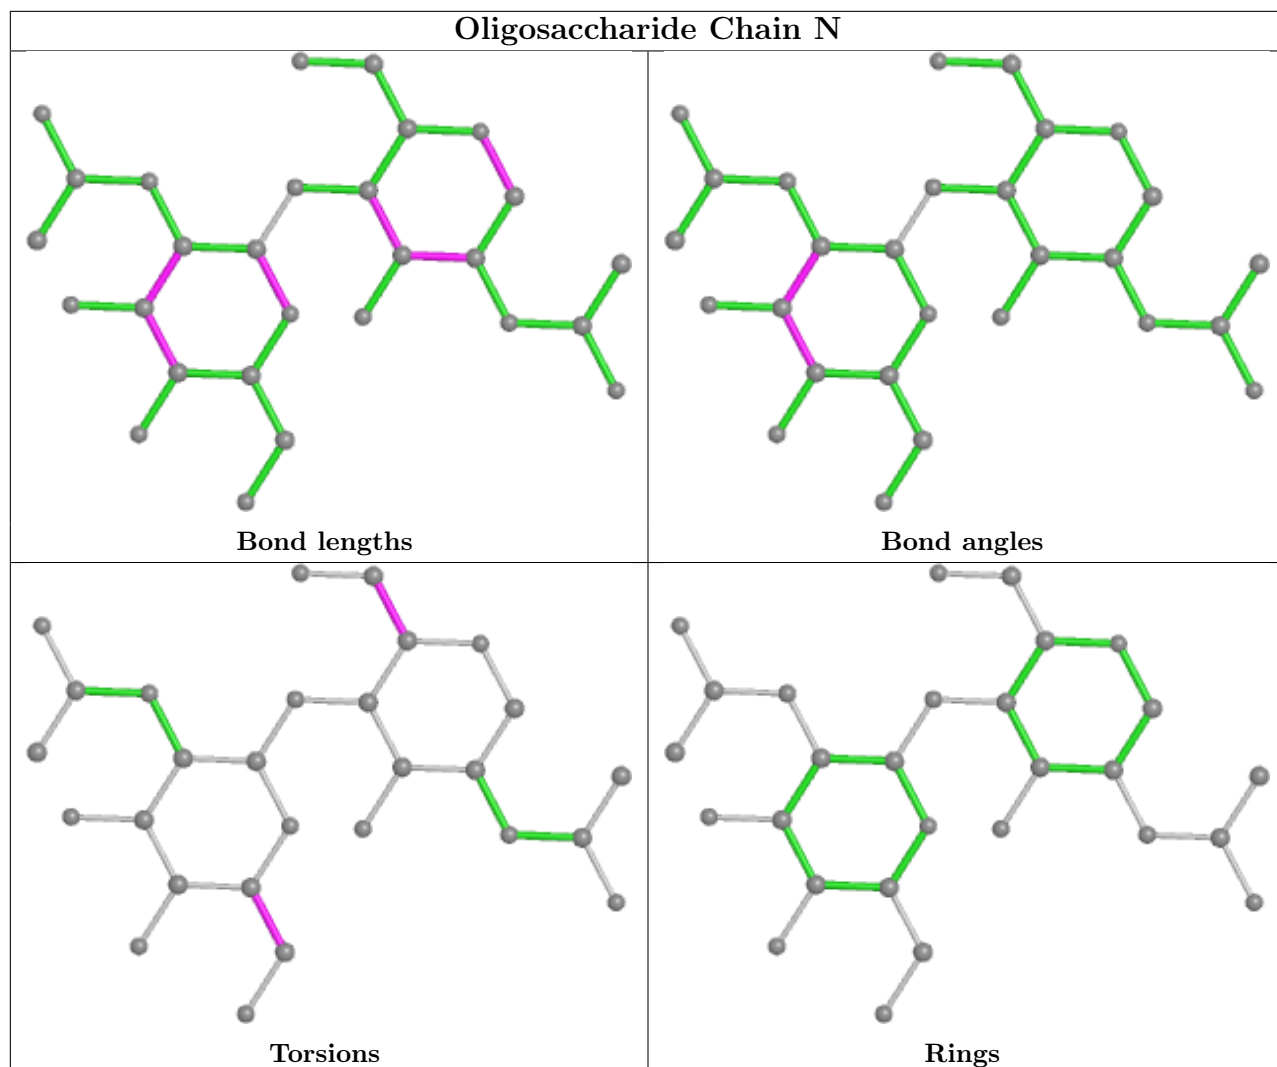 Oligosaccharide Chain N
Bond lengths
Bond angles
Torsions
Rings